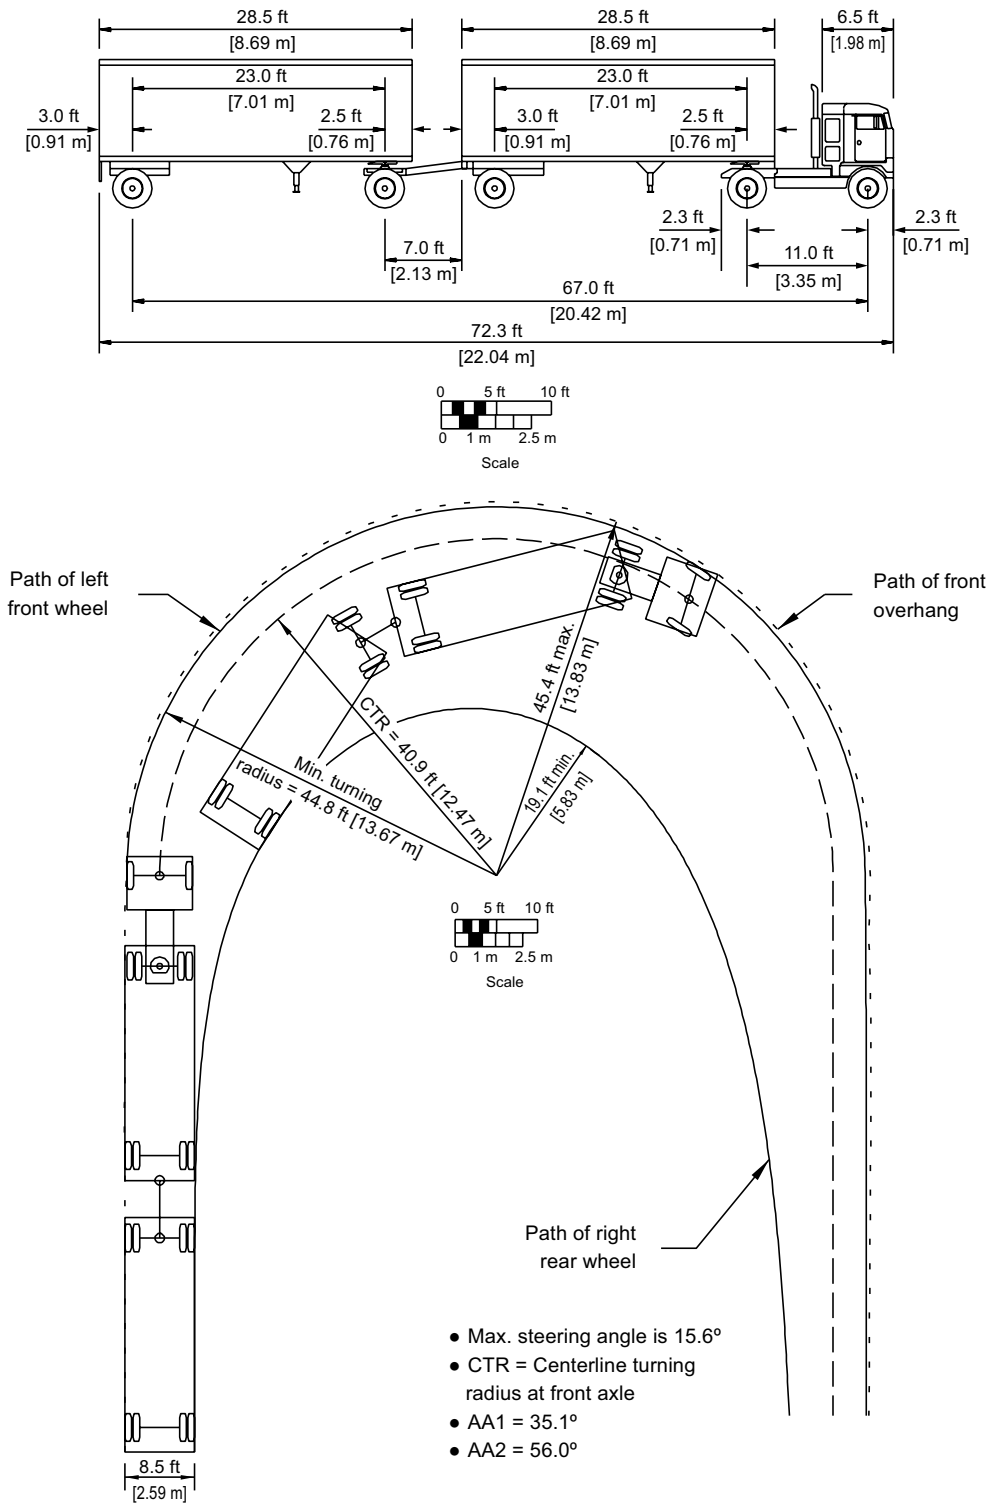 28.5 ft
[8.69 m]
28.5 ft
[8.69 m]
6.5 ft
[1.98 m]
23.0 ft
[7.01 m]
23.0 ft
[7.01 m]
3.0 ft
[0.91 m]
2.5 ft
[0.76 m]
3.0 ft
[0.91 m]
2.5 ft
[0.76 m]
2.3 ft
[0.71 m]
2.3 ft
[0.71 m]
7.0 ft
[2.13 m]
11.0 ft
[3.35 m]
67.0 ft
[20.42 m]
72.3 ft
[22.04 m]
0 5 ft 10 ft
0 1 m 2.5 m
Scale
Path of left
front wheel
Path of front
overhang
45.4 ft max.
[13.83 m]
CTR = 40.9 ft [12.47 m]
Min. turning
radius = 44.8 ft [13.67 m]
19.1 ft min.
[5.83 m]
0 5 ft 10 ft
0 1 m 2.5 m
Scale
Path of right
rear wheel
● Max. steering angle is 15.6º
● CTR = Centerline turning
radius at front axle
● AA1 = 35.1º
● AA2 = 56.0º
8.5 ft
[2.59 m]